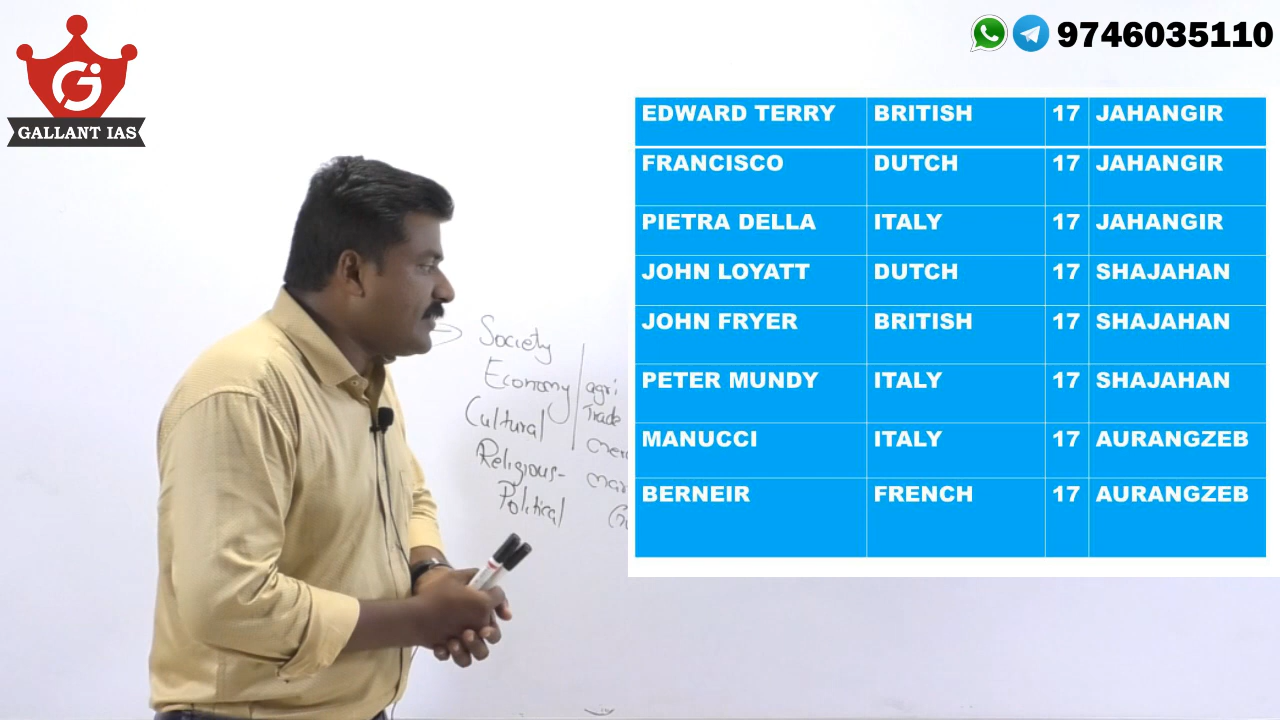 9746035110
GALLANT IAS
EDWARD TERRY BRITISH 17 JAHANGIR
FRANCISCO DUTCH 17 JAHANGIR
PIETRA DELLA ITALY 17 JAHANGIR
JOHN LOYATT DUTCH 17 SHAJAHAN
JOHN FRYER BRITISH 17 SHAJAHAN
PETER MUNDY ITALY 17 SHAJAHAN
MANUCCI ITALY 17 AURANGZEB
BERNEIR FRENCH 17 AURANGZEB
Society
Economy agri
Cultural Trade
Religious-
Political